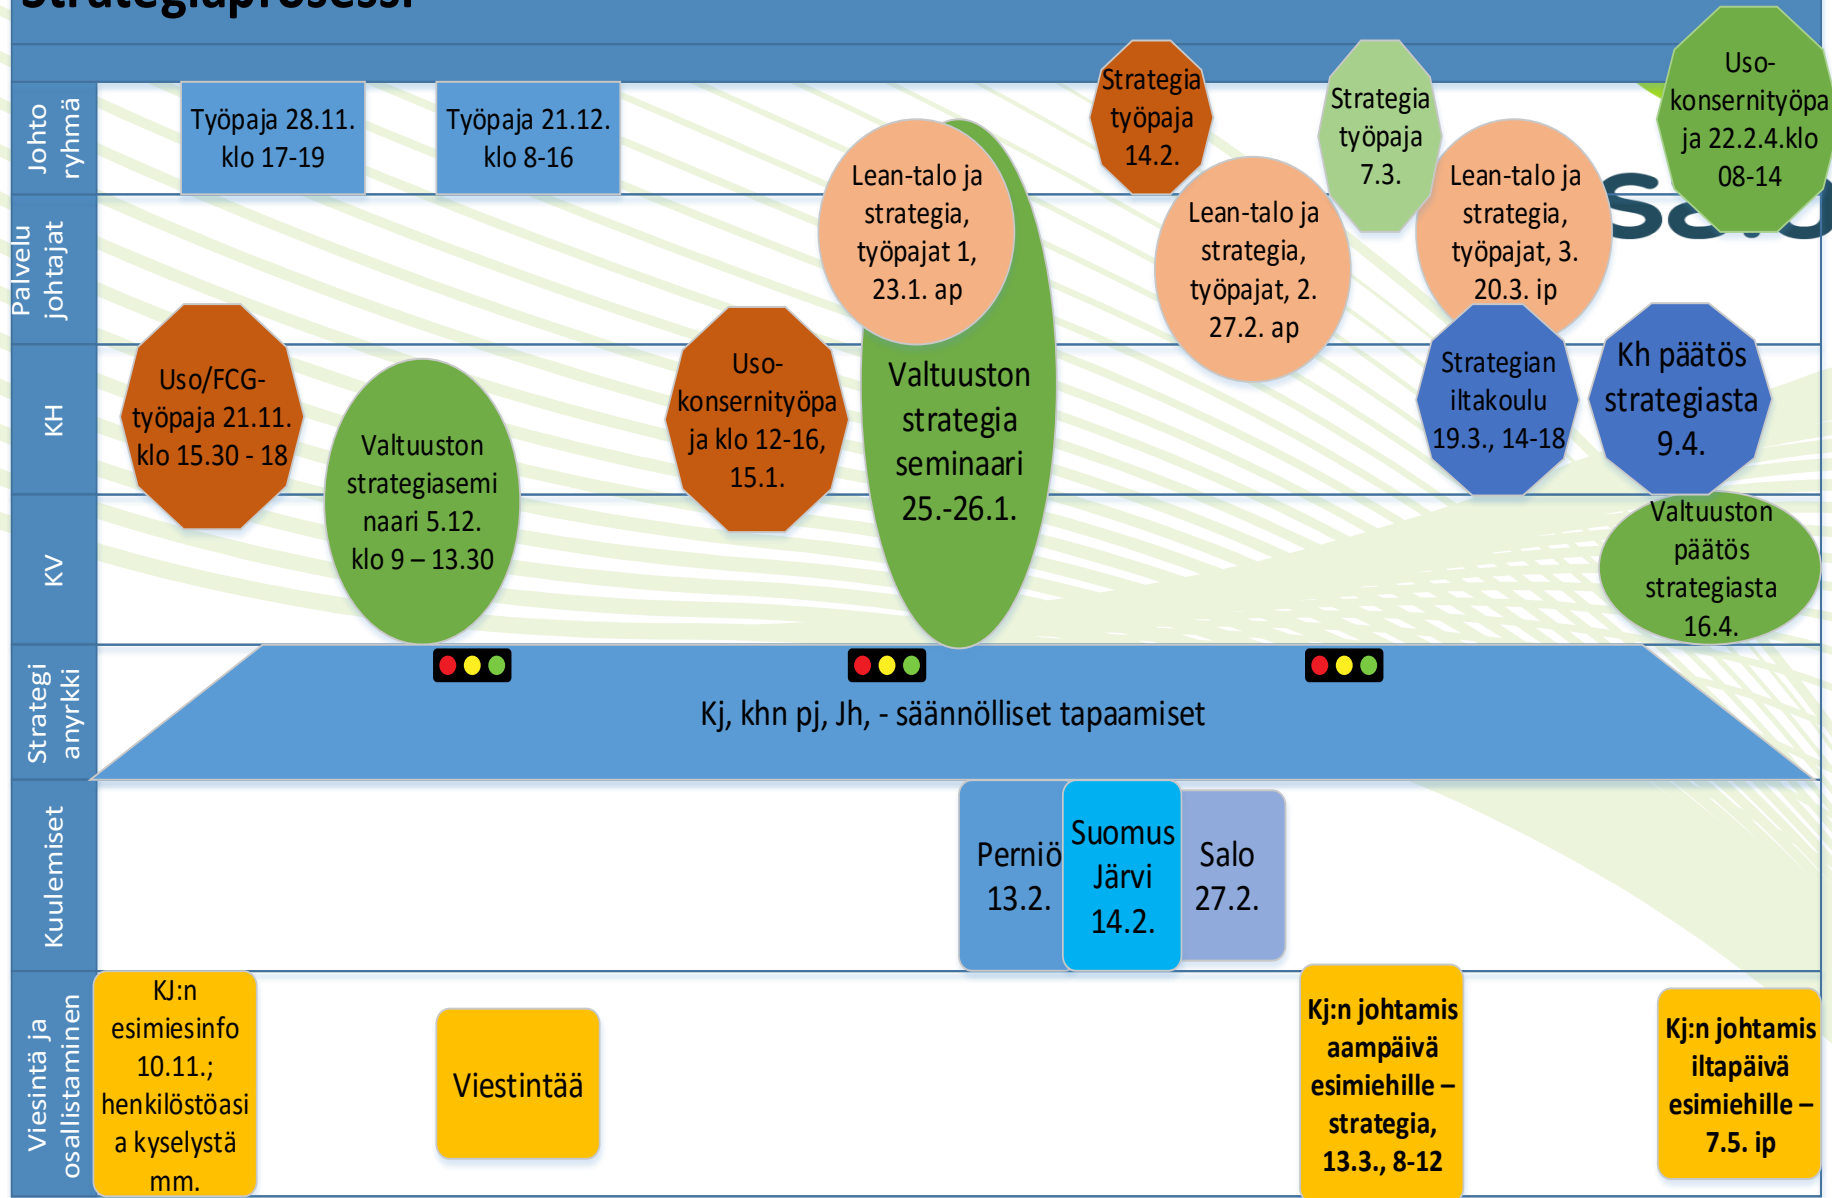 Strategiaprosessi
Johto
ryhmä
Työpaja 28.11.
klo 17-19
Työpaja 21.12.
klo 8-16
Strategia
työpaja
14.2.
Strategia
työpaja
7.3.
Uso-
konsernityöpa
ja 22.2.4.klo
08-14
Palvelu
johtajat
Lean-talo ja
strategia,
työpajat 1,
23.1. ap
Lean-talo ja
strategia,
työpajat, 2.
27.2. ap
Lean-talo ja
strategia,
työpajat, 3.
20.3. ip
KH
Uso/FCG-
työpaja 21.11.
klo 15.30 - 18
Uso-
konsernityöpa
ja klo 12-16,
15.1.
Strategian
iltakoulu
19.3., 14-18
Kh päätös
strategiasta
9.4.
KV
Valtuuston
strategiasemi
naari 5.12.
klo 9 – 13.30
Valtuuston
strategia
seminaari
25.-26.1.
Valtuuston
päätös
strategiasta
16.4.
Strategi
anyrkki
Kj, khn pj, Jh, - säännölliset tapaamiset
Kuulemiset
Perniö
13.2.
Suomus
Järvi
14.2.
Salo
27.2.
Viesintä ja
osallistaminen
KJ:n
esimiesinfo
10.11.;
henkilöstöasi
a kyselystä
mm.
Viestintää
Kj:n johtamis
aampäivä
esimiehille –
strategia,
13.3., 8-12
Kj:n johtamis
iltapäivä
esimiehille –
7.5. ip